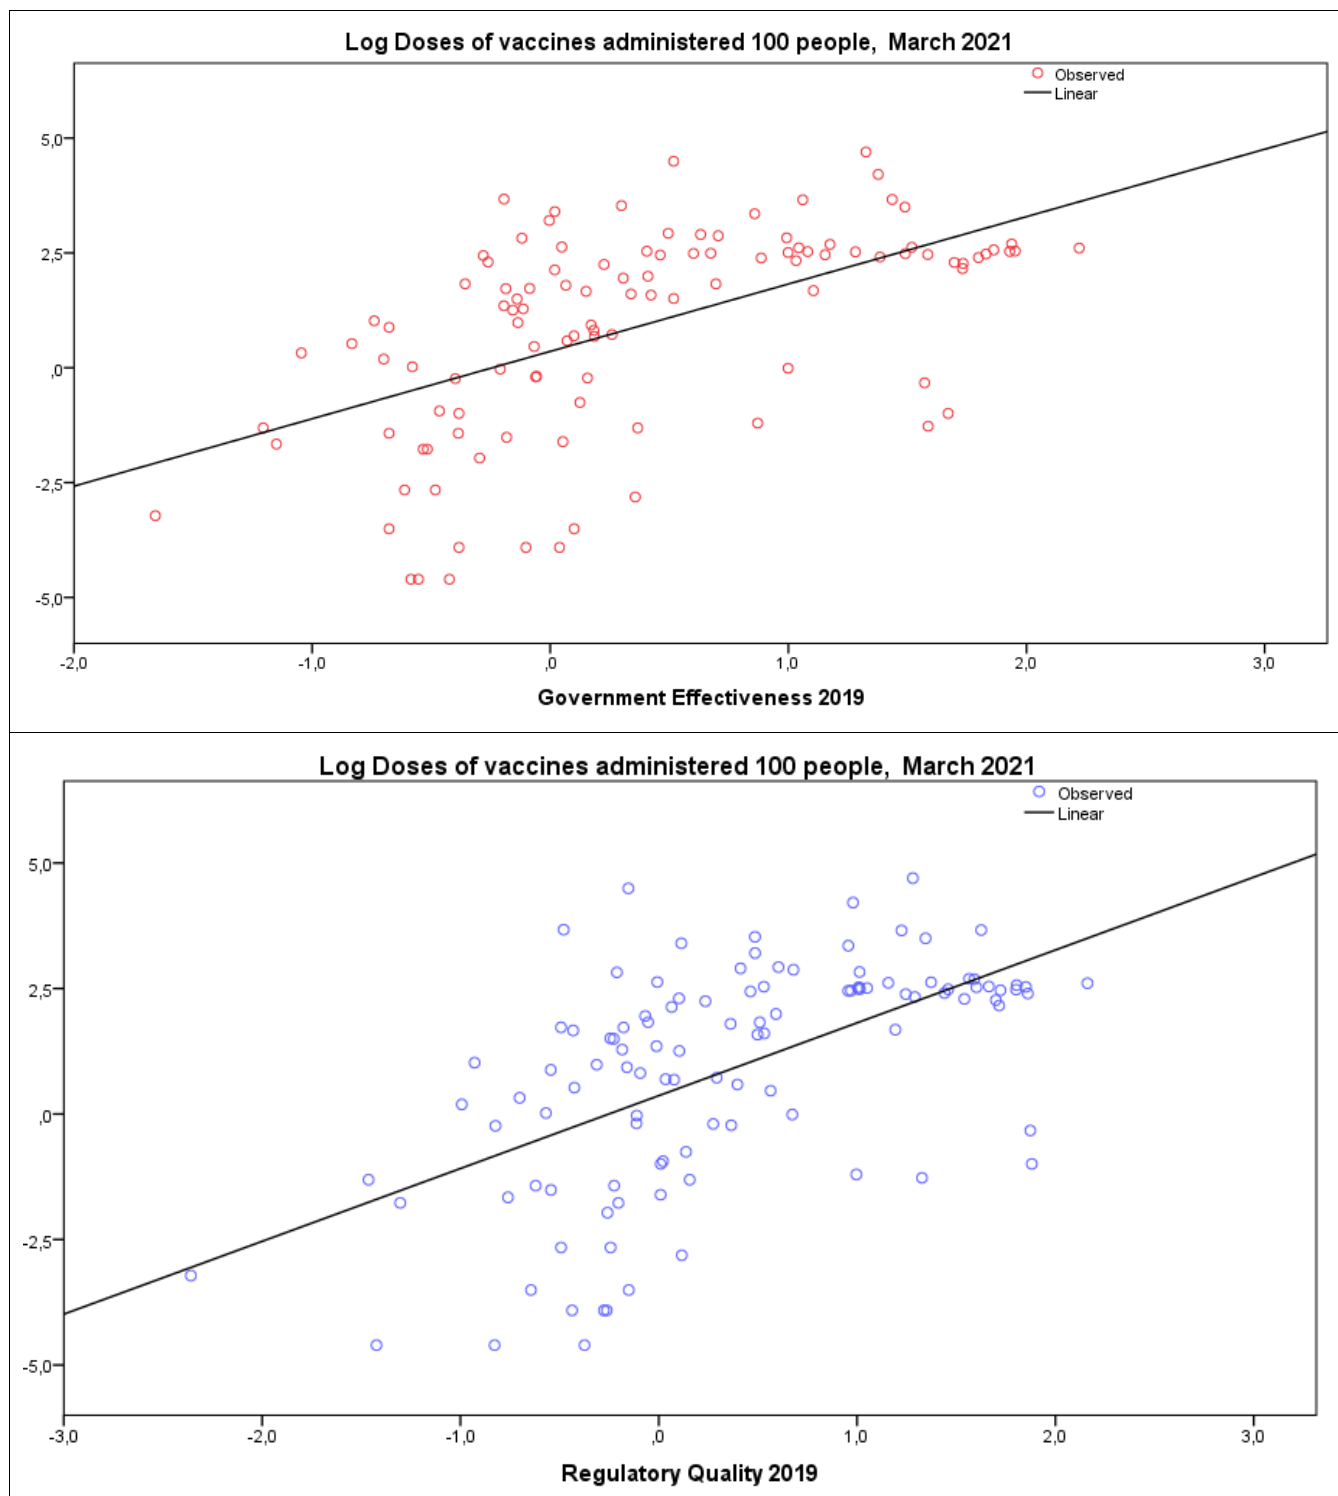 Log Doses of vaccines administered 100 people, March 2021
Observed
Linear
5,0
2,5
,0
-2,5
-5,0
-2,0 -1,0 ,0 1,0 2,0 3,0
Government Effectiveness 2019
Log Doses of vaccines administered 100 people, March 2021
Observed
Linear
5,0
2,5
,0
-2,5
-5,0
-3,0 -2,0 -1,0 ,0 1,0 2,0 3,0
Regulatory Quality 2019